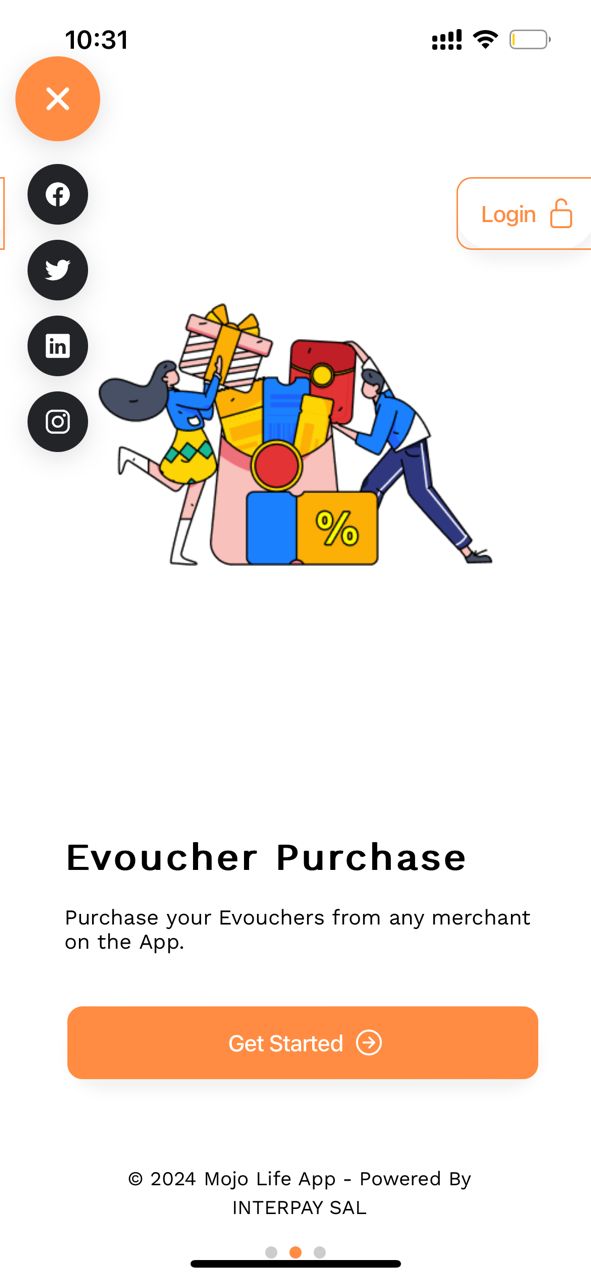 10:31
Login
%
Evoucher Purchase
Purchase your Evouchers from any merchant
on the App.
Get Started
© 2024 Mojo Life App - Powered By
INTERPAY SAL